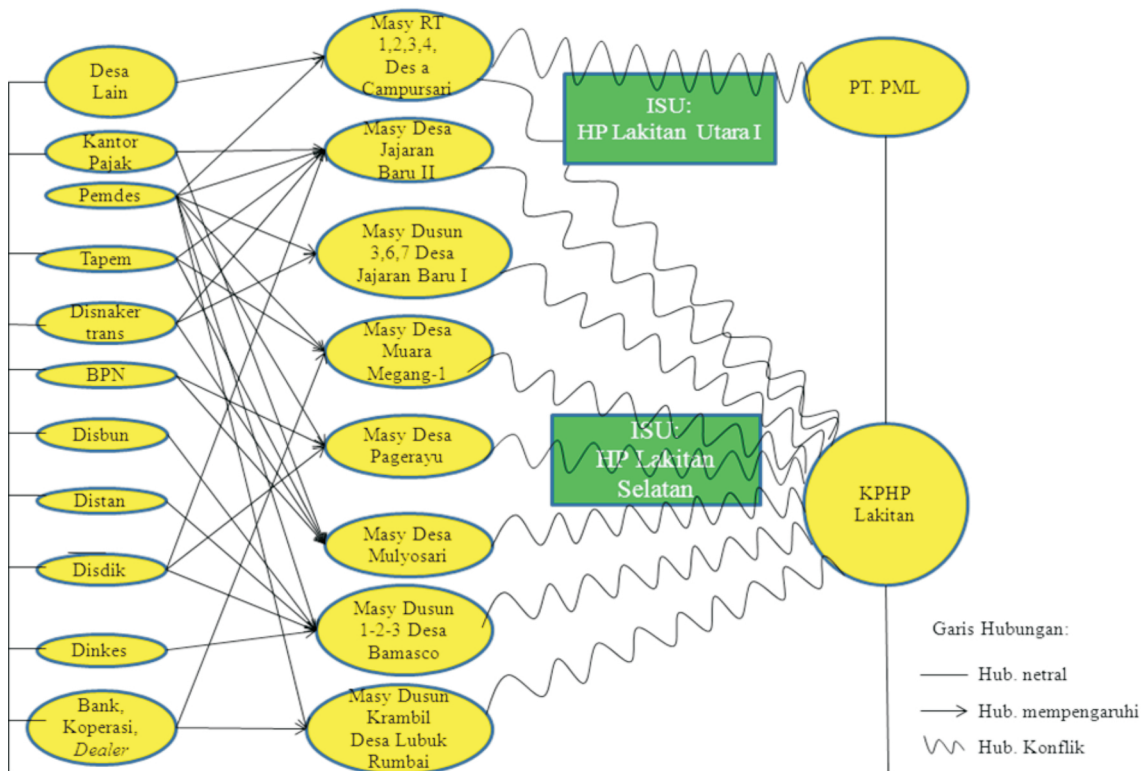 Desa
Lain
Kantor
Pajak
Pemdes
Tapem
Disnaker
trans
BPN
Disbun
Distan
Disdik
Dinkes
Bank,
Koperasi,
Dealer
Masy RT
1,2,3,4,
Des a
Campursari
Masy Desa
Jajaran
Baru II
Masy Dusun
3,6,7 Desa
Jajaran Baru I
Masy Desa
Muara
Megang-1
Masy Desa
Pagerayu
Masy Desa
Mulyosari
Masy Dusun
1-2-3 Desa
Bamasco
Masy Dusun
Krambil
Desa Lubuk
Rumbai
ISU:
HP Lakitan Utara I
ISU:
HP Lakitan
Selatan
PT. PML
KPHP
Lakitan
Garis Hubungan:
Hub. netral
Hub. mempengaruhi
Hub. Konflik